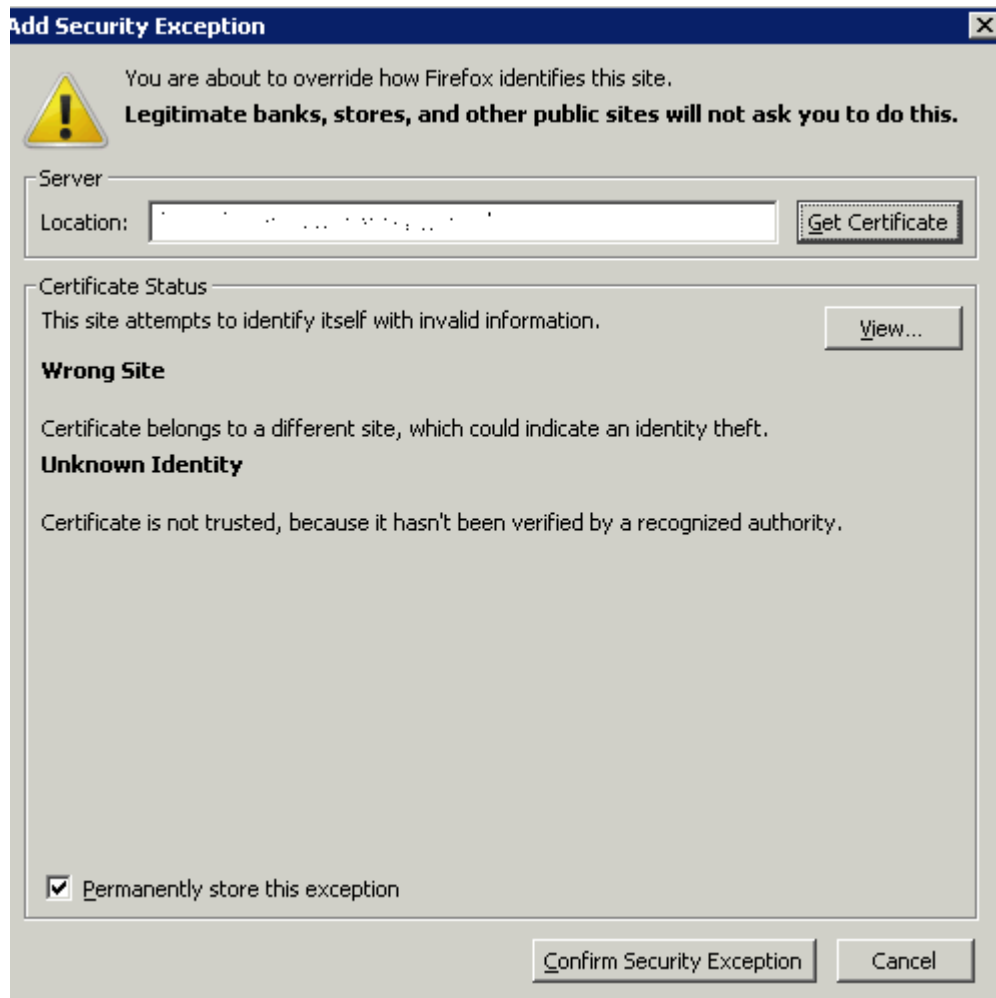 Add Security Exception
You are about to override how Firefox identifies this site.
Legitimate banks, stores, and other public sites will not ask you to do this.
Server
Location:
Get Certificate
Certificate Status
This site attempts to identify itself with invalid information.
View...
Wrong Site
Certificate belongs to a different site, which could indicate an identity theft.
Unknown Identity
Certificate is not trusted, because it hasn't been verified by a recognized authority.
Permanently store this exception
Confirm Security Exception
Cancel